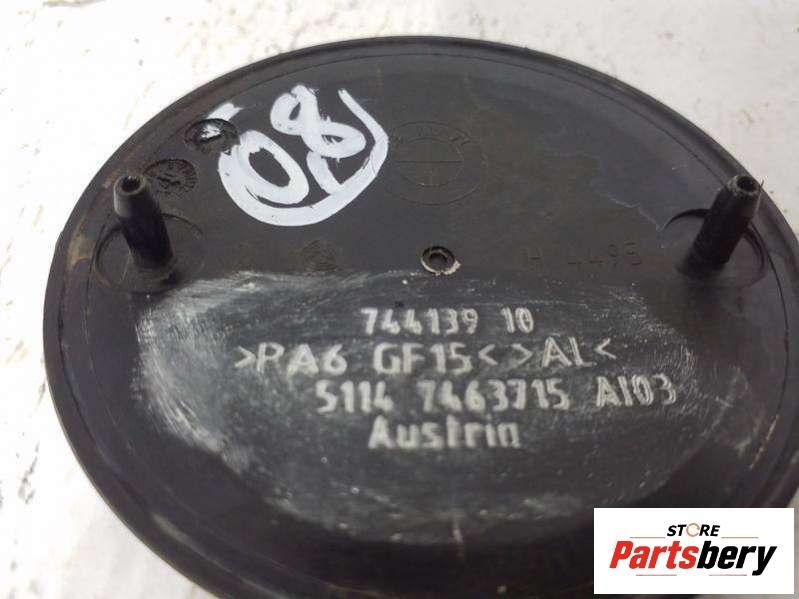 08
H 4495
744139 10
>PA6 GF15<>AL<
5114 7463715 AI03
Austria
STORE
Partsbery